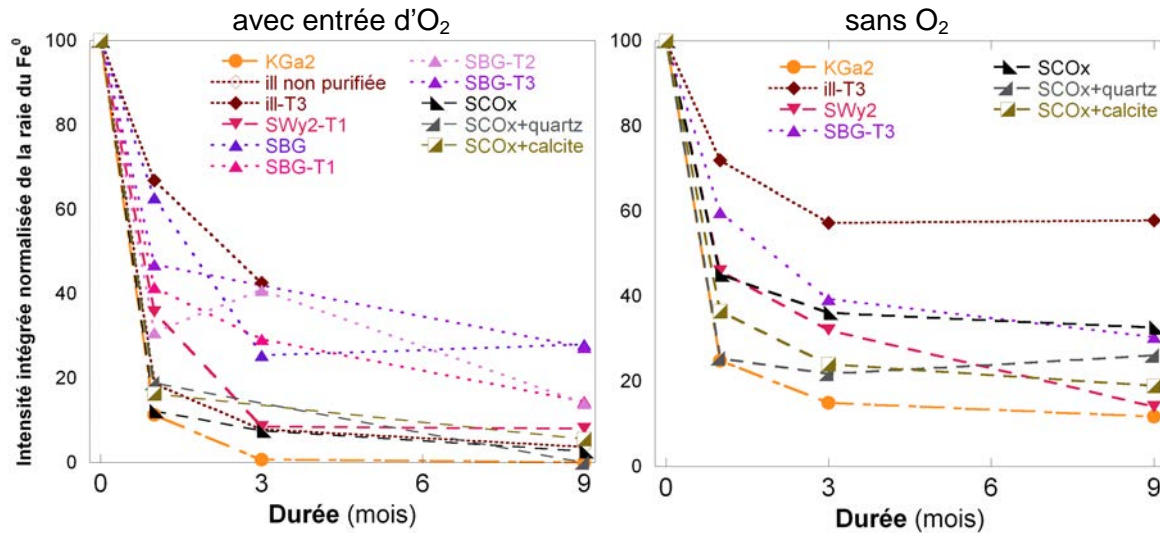 avec entrée d'O₂
sans O₂
Intensité intégrée normalisée de la raie du Fe⁰
100
80
60
40
20
0
KGa2
ill non purifiée
ill-T3
SWy2-T1
SBG
SBG-T1
SBG-T2
SBG-T3
SCOx
SCOx+quartz
SCOx+calcite
0
3
6
9
Durée (mois)
100
80
60
40
20
0
KGa2
ill-T3
SWy2
SBG-T3
SCOx
SCOx+quartz
SCOx+calcite
0
3
6
9
Durée (mois)